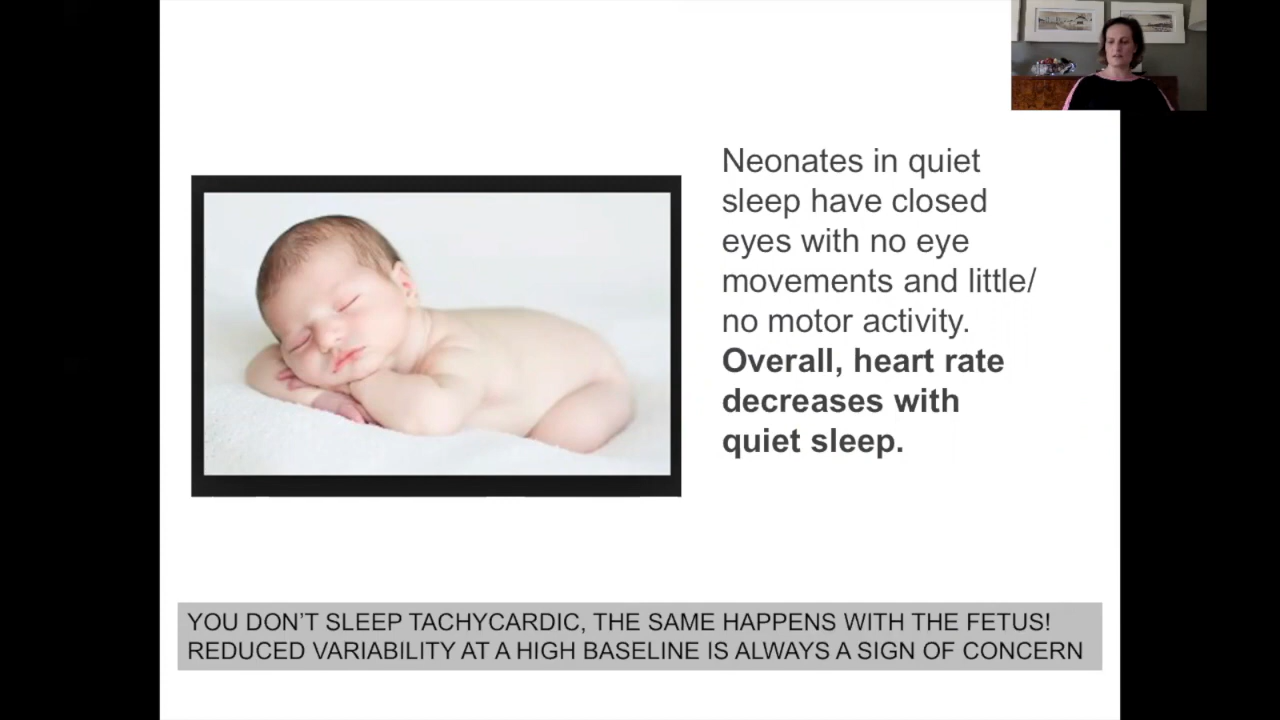 Neonates in quiet
sleep have closed
eyes with no eye
movements and little/
no motor activity.
Overall, heart rate
decreases with
quiet sleep.
YOU DON'T SLEEP TACHYCARDIC, THE SAME HAPPENS WITH THE FETUS!
REDUCED VARIABILITY AT A HIGH BASELINE IS ALWAYS A SIGN OF CONCERN